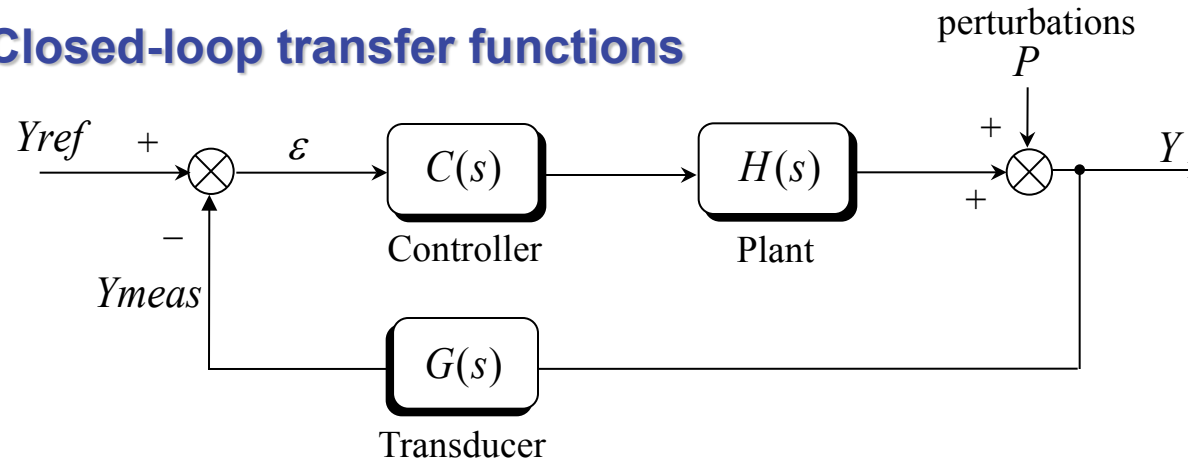 Closed-loop transfer functions
perturbations
P
Yref
+
ε
C(s)
H(s)
+
+
Y
−
Controller
Plant
Ymeas
G(s)
Transducer